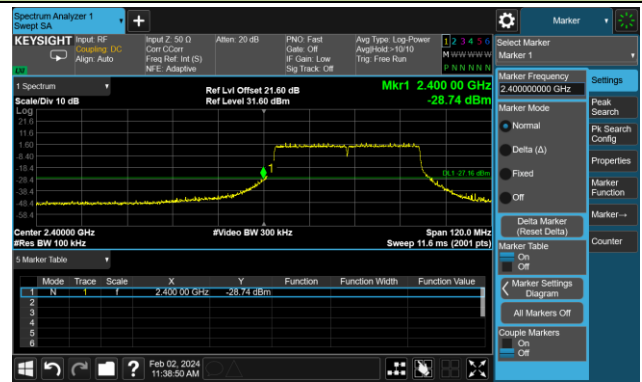 Spectrum Analyzer 1
Swept SA
+
Marker
KEYSIGHT
Input: RF
Coupling: DC
Align: Auto
Input Z: 50 Ω
Corr CCorr
Freq Ref: Int (S)
NFE: Adaptive
Atten: 20 dB
PNO: Fast
Gate: Off
IF Gain: Low
Sig Track: Off
Avg Type: Log-Power
Avg|Hold:>10/10
Trig: Free Run
1 2 3 4 5 6
M W W W W W
P N N N N N
LW
Select Marker
Marker 1
1 Spectrum
Scale/Div 10 dB
Log
Ref Lvl Offset 21.60 dB
Ref Level 31.60 dBm
Mkr1 2.400 00 GHz
-28.74 dBm
21.6
11.6
1.60
-8.40
-18.4
-28.4
-38.4
-48.4
-58.4
1
DL1 -27.16 dBm
Center 2.40000 GHz
#Res BW 100 kHz
#Video BW 300 kHz
Span 120.0 MHz
Sweep 11.6 ms (2001 pts)
5 Marker Table
Mode Trace Scale X Y Function Function Width Function Value
1 N 1 f 2.400 00 GHz -28.74 dBm
2
3
4
5
6
Marker Frequency
2.400000000 GHz
Marker Mode
Normal
Delta (Δ)
Fixed
Off
Delta Marker
(Reset Delta)
Marker Table
On
Off
Marker Settings
Diagram
All Markers Off
Couple Markers
On
Off
Settings
Peak
Search
Pk Search
Config
Properties
Marker
Function
Marker→
Counter
?
Feb 02, 2024
11:38:50 AM